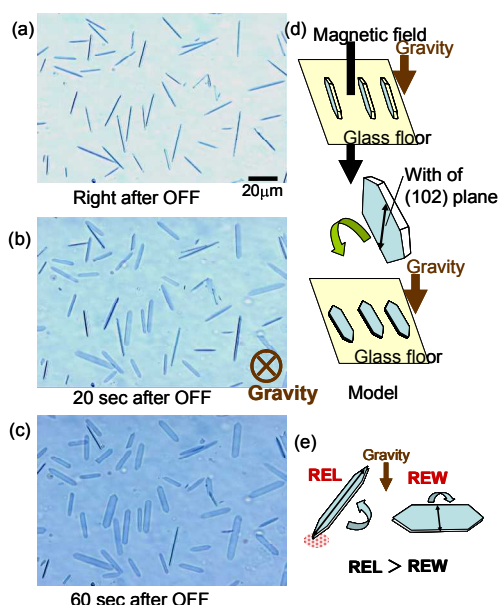 (a)
Right after OFF
20μm
(b)
20 sec after OFF
Gravity
(c)
60 sec after OFF
(d)
Magnetic field
Gravity
Glass floor
With of
(102) plane
Gravity
Glass floor
Model
(e)
Gravity
REL
REW
REL > REW